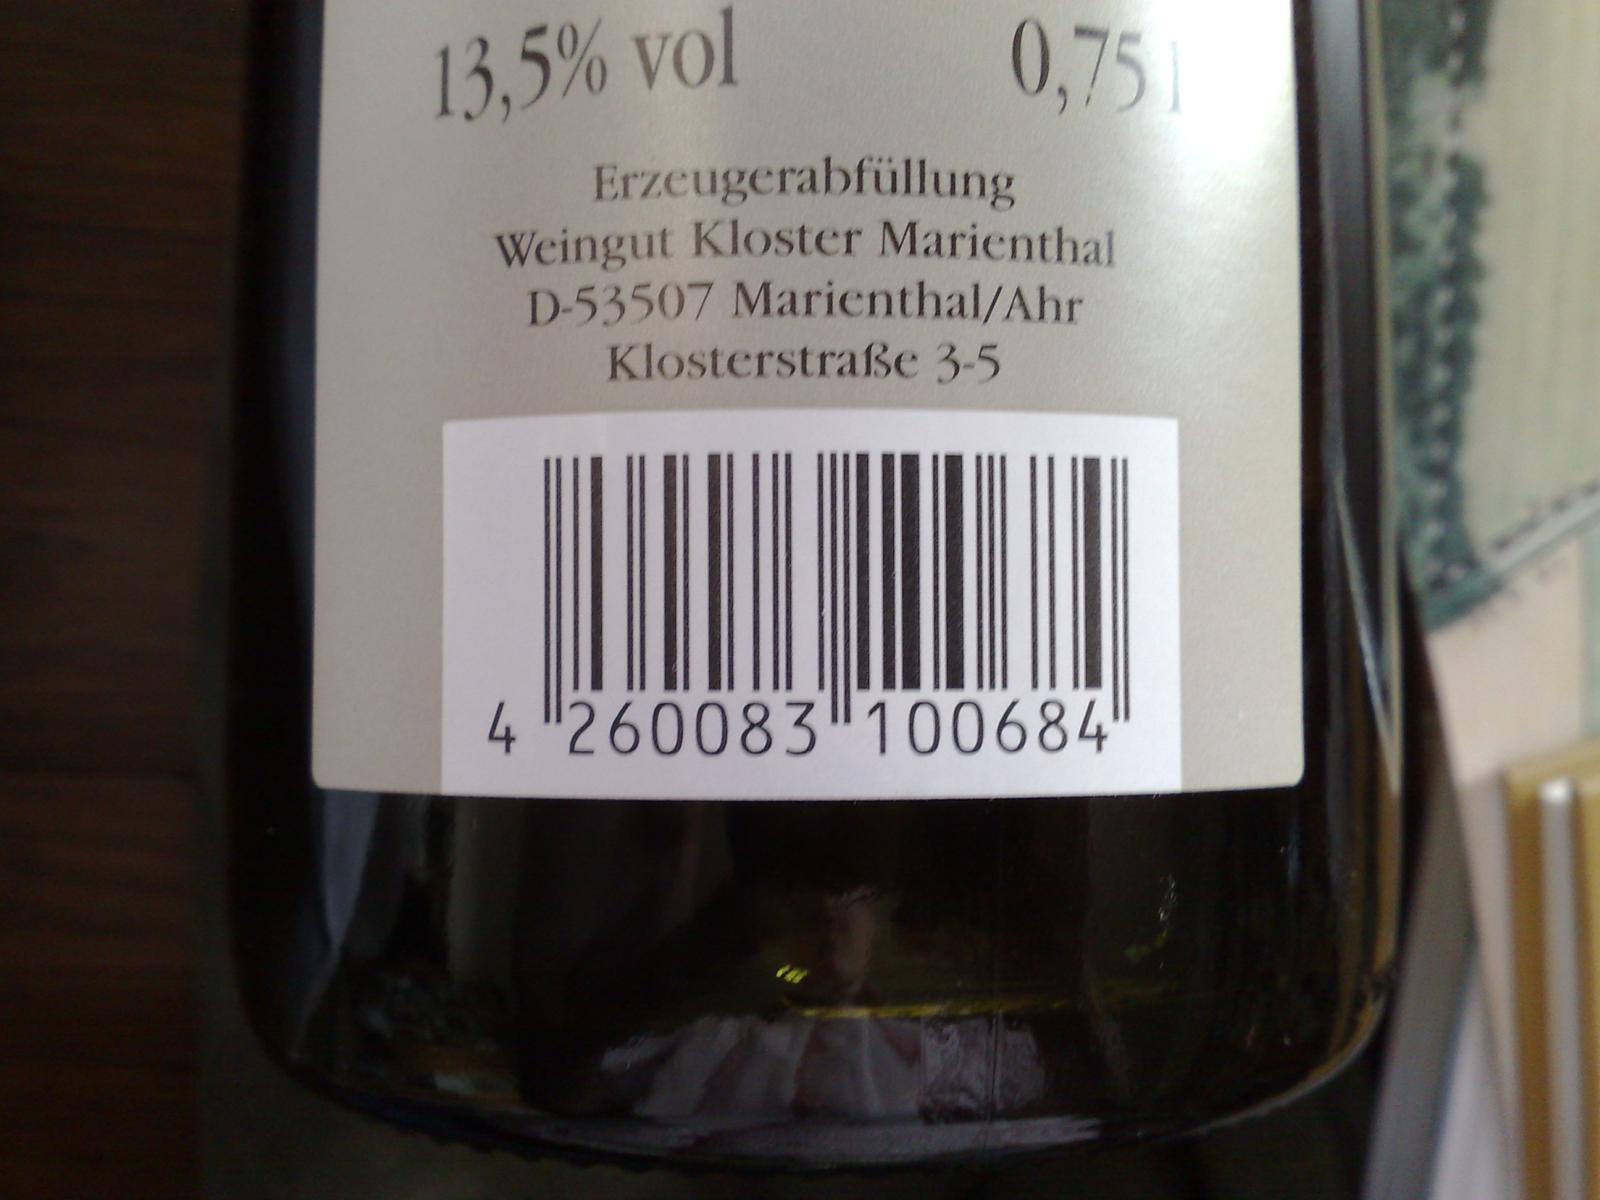 13,5% vol 0,75 l
Erzeugerabfüllung
Weingut Kloster Marienthal
D-53507 Marienthal/Ahr
Klosterstraße 3-5
4 260083 100684